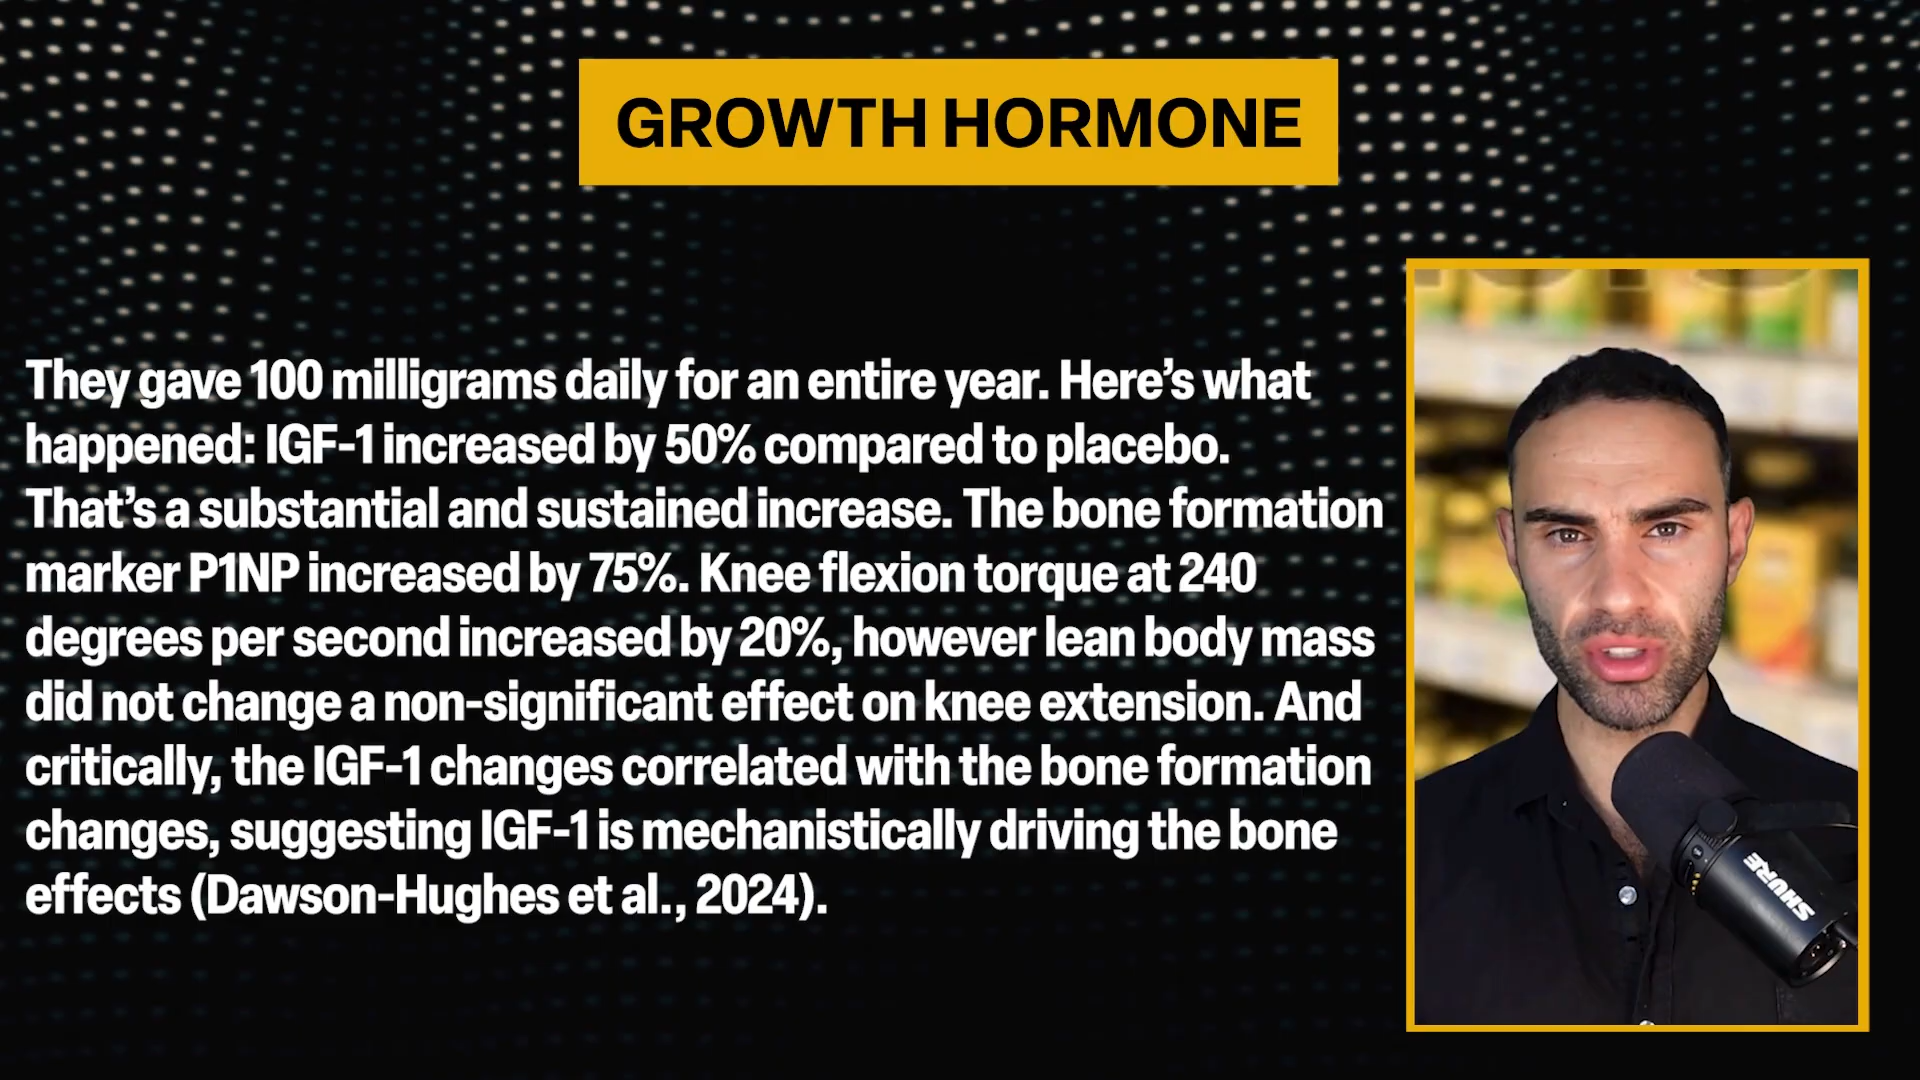 GROWTH HORMONE
They gave 100 milligrams daily for an entire year. Here’s what
happened: IGF-1 increased by 50% compared to placebo.
That’s a substantial and sustained increase. The bone formation
marker P1NP increased by 75%. Knee flexion torque at 240
degrees per second increased by 20%, however lean body mass
did not change a non-significant effect on knee extension. And
critically, the IGF-1 changes correlated with the bone formation
changes, suggesting IGF-1 is mechanistically driving the bone
effects (Dawson-Hughes et al., 2024).
SHURE